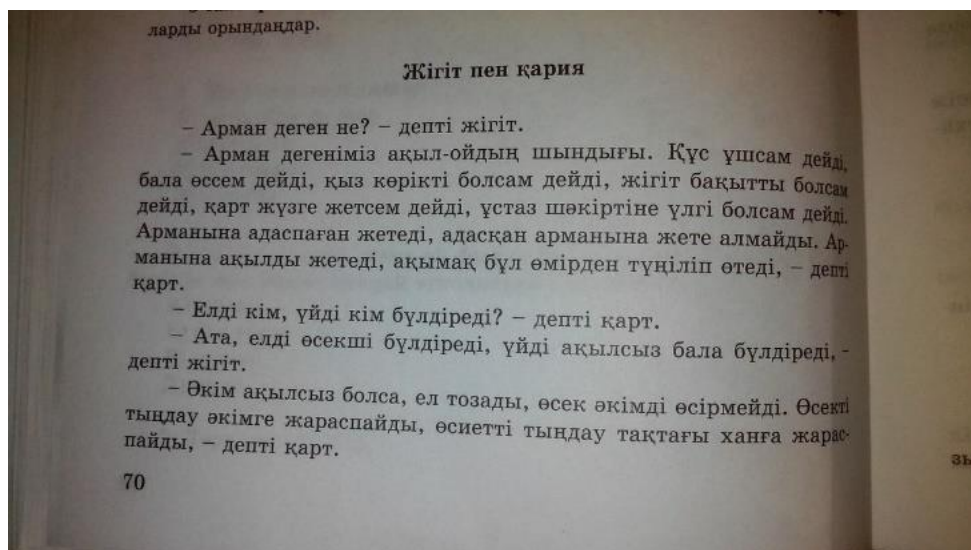 ларды орындаңдар.
Жігіт пен қария
– Арман деген не? – депті жігіт.
– Арман дегеніміз ақыл-ойдың шындығы. Құс ұшсам дейді,
бала өссем дейді, қыз көрікті болсам дейді, жігіт бақытты болсам
дейді, қарт жүзге жетсем дейді, ұстаз шәкіртіне үлгі болсам дейді.
Арманына адаспаған жетеді, адасқан арманына жете алмайды. Ар-
манына ақылды жетеді, ақымақ бұл өмірден түңіліп өтеді, – депті
қарт.
– Елді кім, үйді кім бүлдіреді? – депті қарт.
– Ата, елді өсекші бүлдіреді, үйді ақылсыз бала бүлдіреді, -
депті жігіт.
– Әкім ақылсыз болса, ел тозады, өсек әкімді өсірмейді. Өсекті
тыңдау әкімге жараспайды, өсиетті тыңдау тақтағы ханға жарас-
пайды, – депті қарт.
70